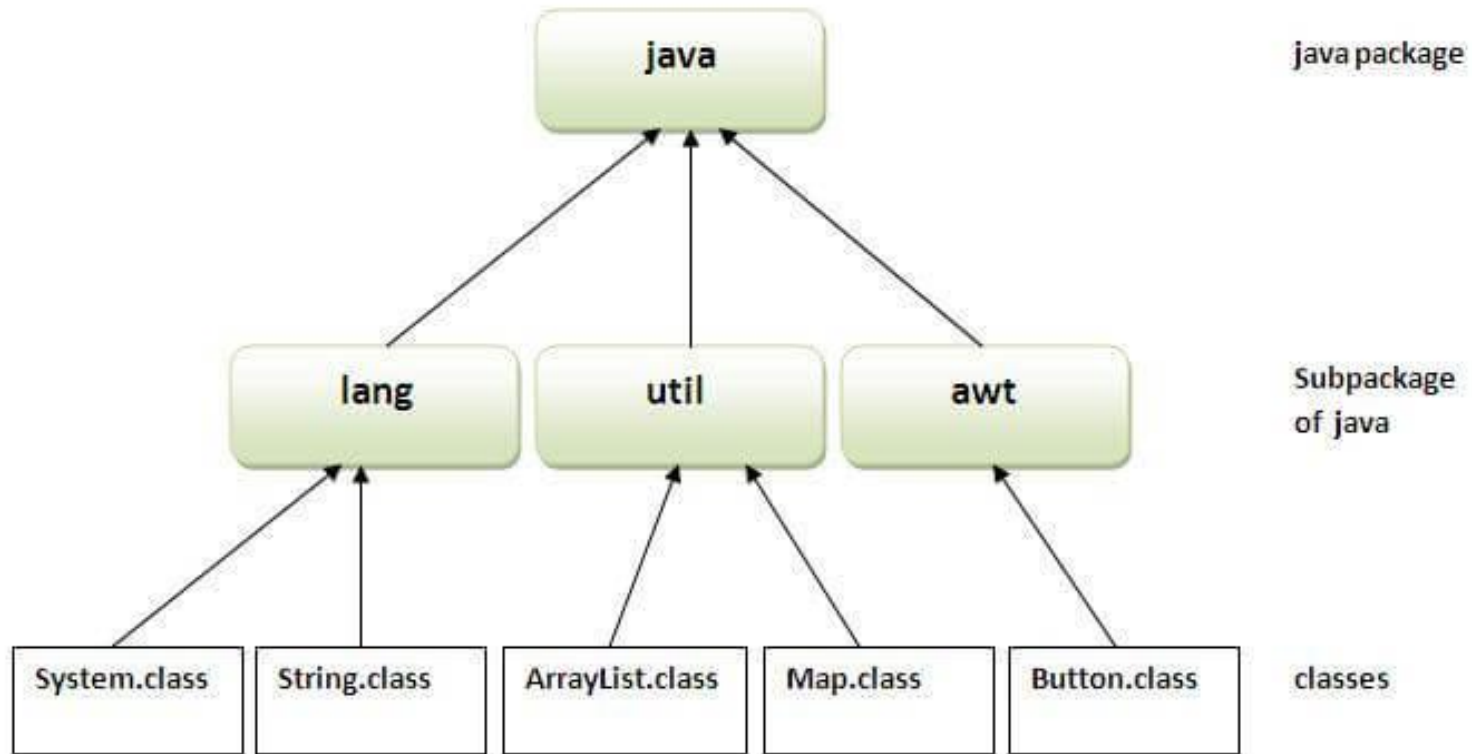 java
java package
lang
util
awt
Subpackage
of java
System.class
String.class
ArrayList.class
Map.class
Button.class
classes